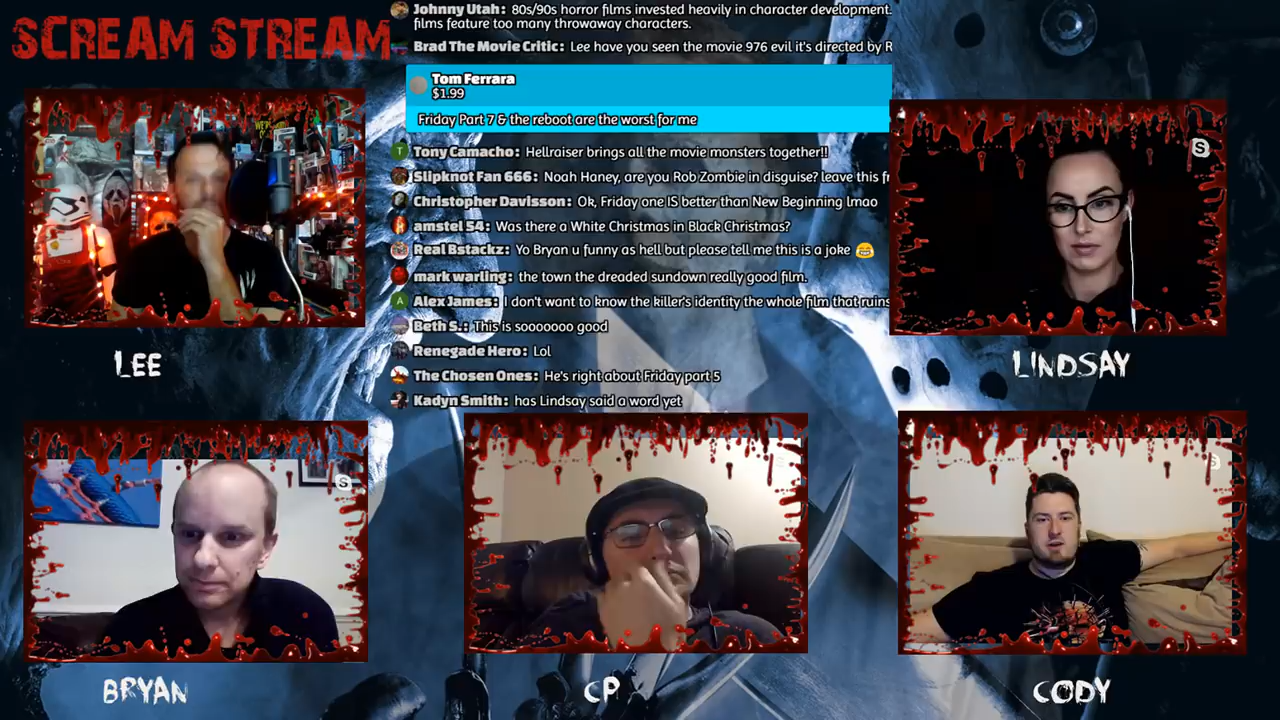 SCREAM STREAM
Johnny Utah: 80s/90s horror films invested heavily in character development.
films feature too many throwaway characters.
Brad The Movie Critic: Lee have you seen the movie 976 evil it's directed by R
Tom Ferrara
$1.99
Friday Part 7 & the reboot are the worst for me
T Tony Camacho: Hellraiser brings all the movie monsters together!!
Slipknot Fan 666: Noah Haney, are you Rob Zombie in disguise? leave this fr
Christopher Davisson: Ok, Friday one IS better than New Beginning lmao
amstel 54: Was there a White Christmas in Black Christmas?
Real Bstackz: Yo Bryan u funny as hell but please tell me this is a joke 😂
mark warling: the town the dreaded sundown really good film.
A Alex James: I don't want to know the killer's identity the whole film that ruins
Beth S.: This is sooooooo good
Renegade Hero: Lol
The Chosen Ones: He's right about Friday part 5
Kadyn Smith: has Lindsay said a word yet
LEE
LINDSAY
BRYAN
CP
CODY